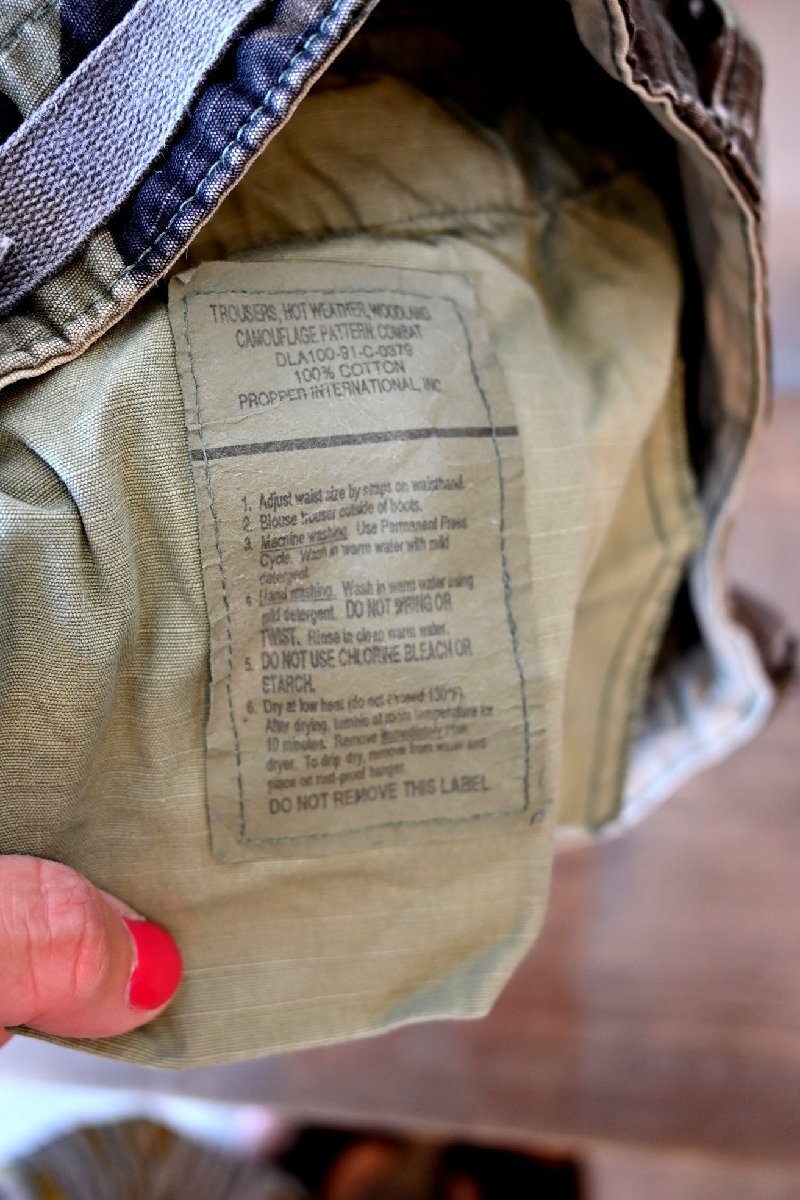 TROUSERS, HOT WEATHER, WOODLAND
CAMOUFLAGE PATTERN: COMBAT
DLA100-91-C-0379
100% COTTON
PROPPER INTERNATIONAL, INC.
1. Adjust waist size by straps on waistband.
2. Blouse trouser outside of boots.
3. Machine washing. Use Permanent Press
Cycle. Wash in warm water with mild
detergent.
4. Hand washing. Wash in warm water using
mild detergent. DO NOT WRING OR
TWIST. Rinse in clean warm water.
5. DO NOT USE CHLORINE BLEACH OR
STARCH.
6. Dry at low heat (do not exceed 130°F).
After drying, tumble at room temperature for
10 minutes. Remove immediately from
dryer. To drip dry, remove from water and
place on rust-proof hanger.
DO NOT REMOVE THIS LABEL